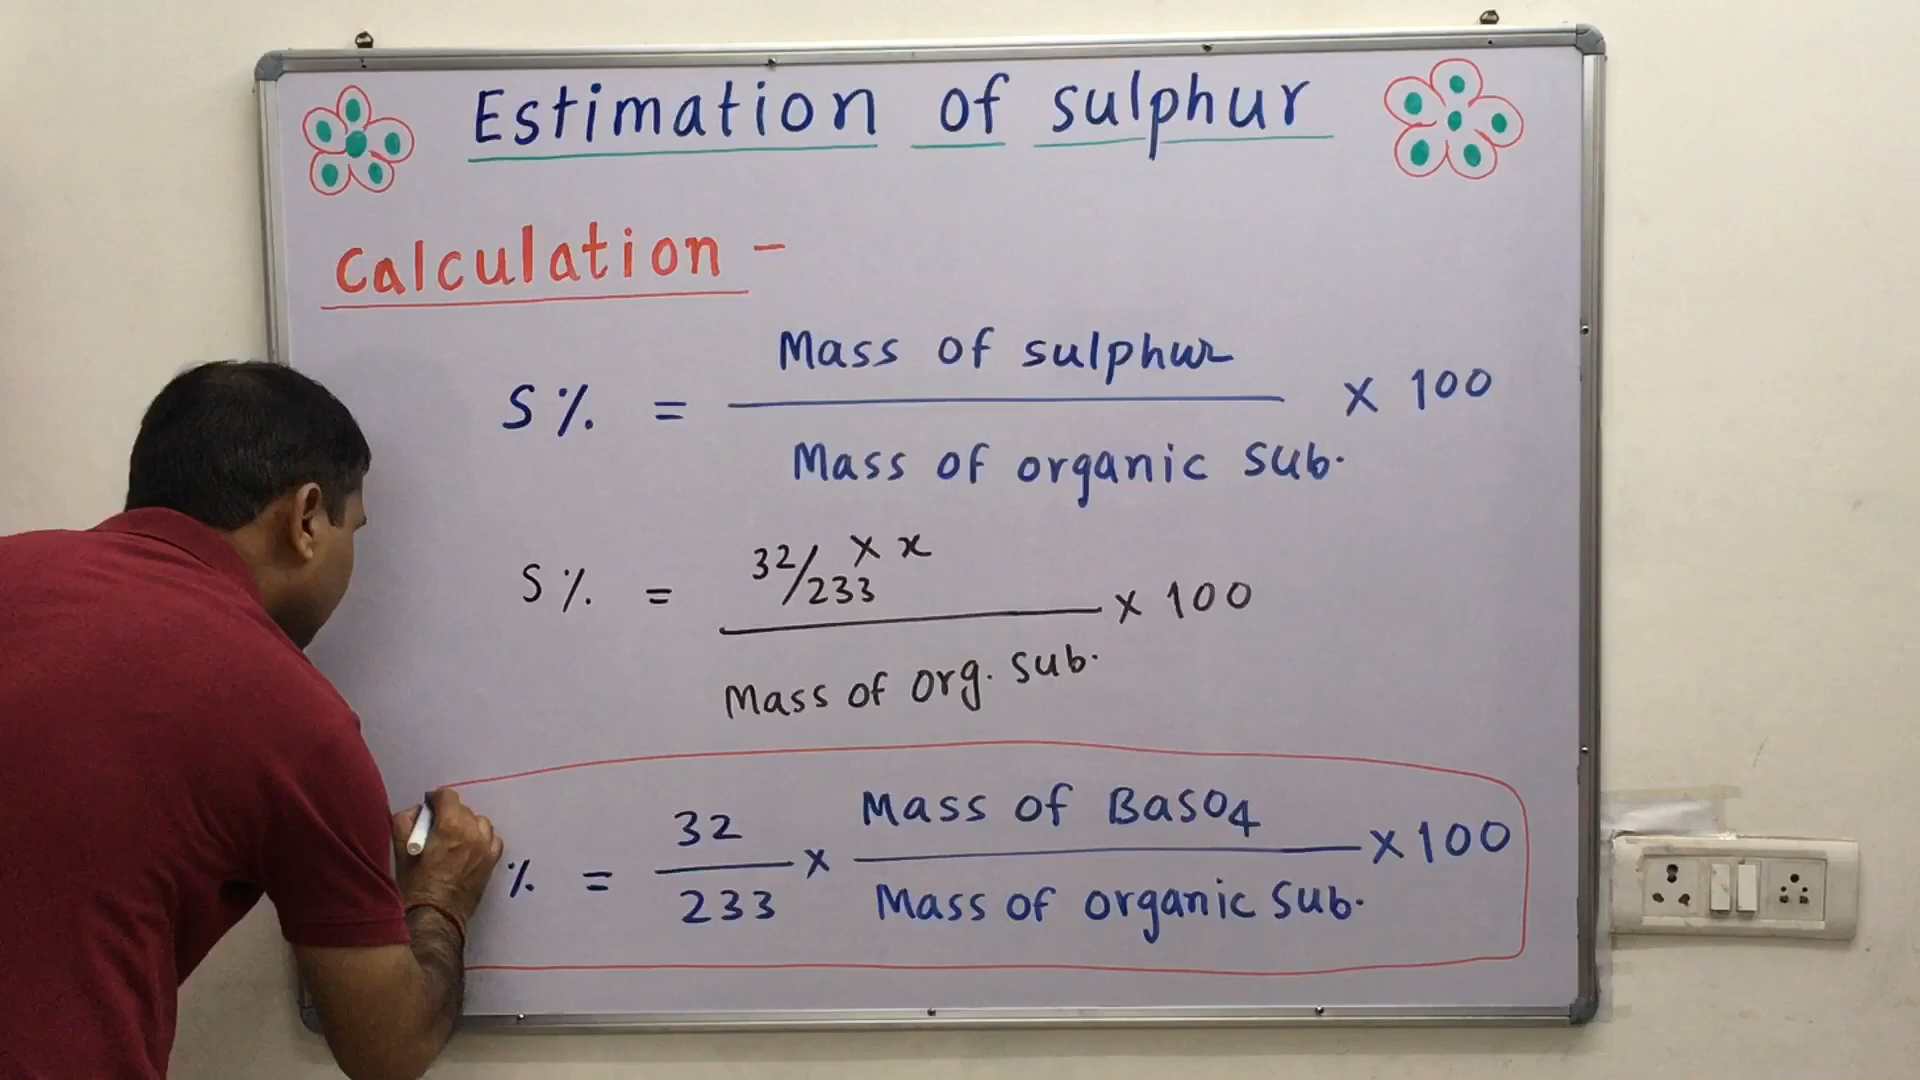 Estimation of sulphur
Calculation -
S % = Mass of sulphur / Mass of organic sub. × 100
S % = 32/233 × x / Mass of org. sub. × 100
% = 32 / 233 × Mass of BaSO4 / Mass of organic sub. × 100